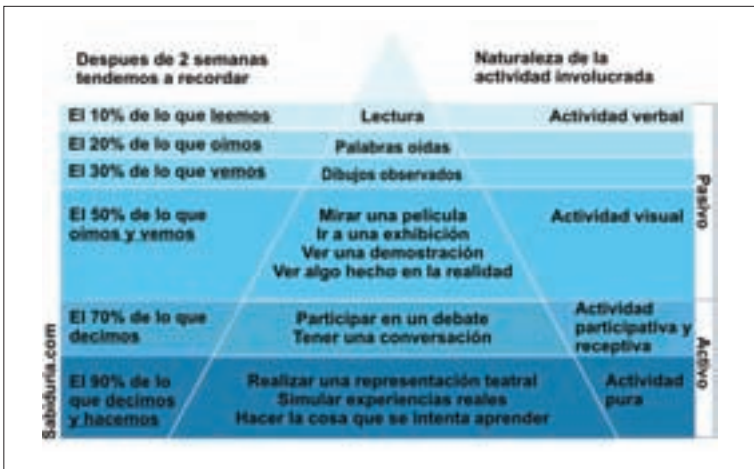 Despues de 2 semanas
tendemos a recordar
Naturaleza de la
actividad involucrada
El 10% de lo que leemos
Lectura
Actividad verbal
El 20% de lo que oimos
Palabras oidas
El 30% de lo que vemos
Dibujos observados
El 50% de lo que
oimos y vemos
Mirar una película
Ir a una exhibición
Ver una demostración
Ver algo hecho en la realidad
Actividad visual
Pasivo
El 70% de lo que
decimos
Participar en un debate
Tener una conversación
Actividad
participativa y
receptiva
El 90% de lo
que decimos
y hacemos
Realizar una representación teatral
Simular experiencias reales
Hacer la cosa que se intenta aprender
Actividad
pura
Activo
Sabiduría.com